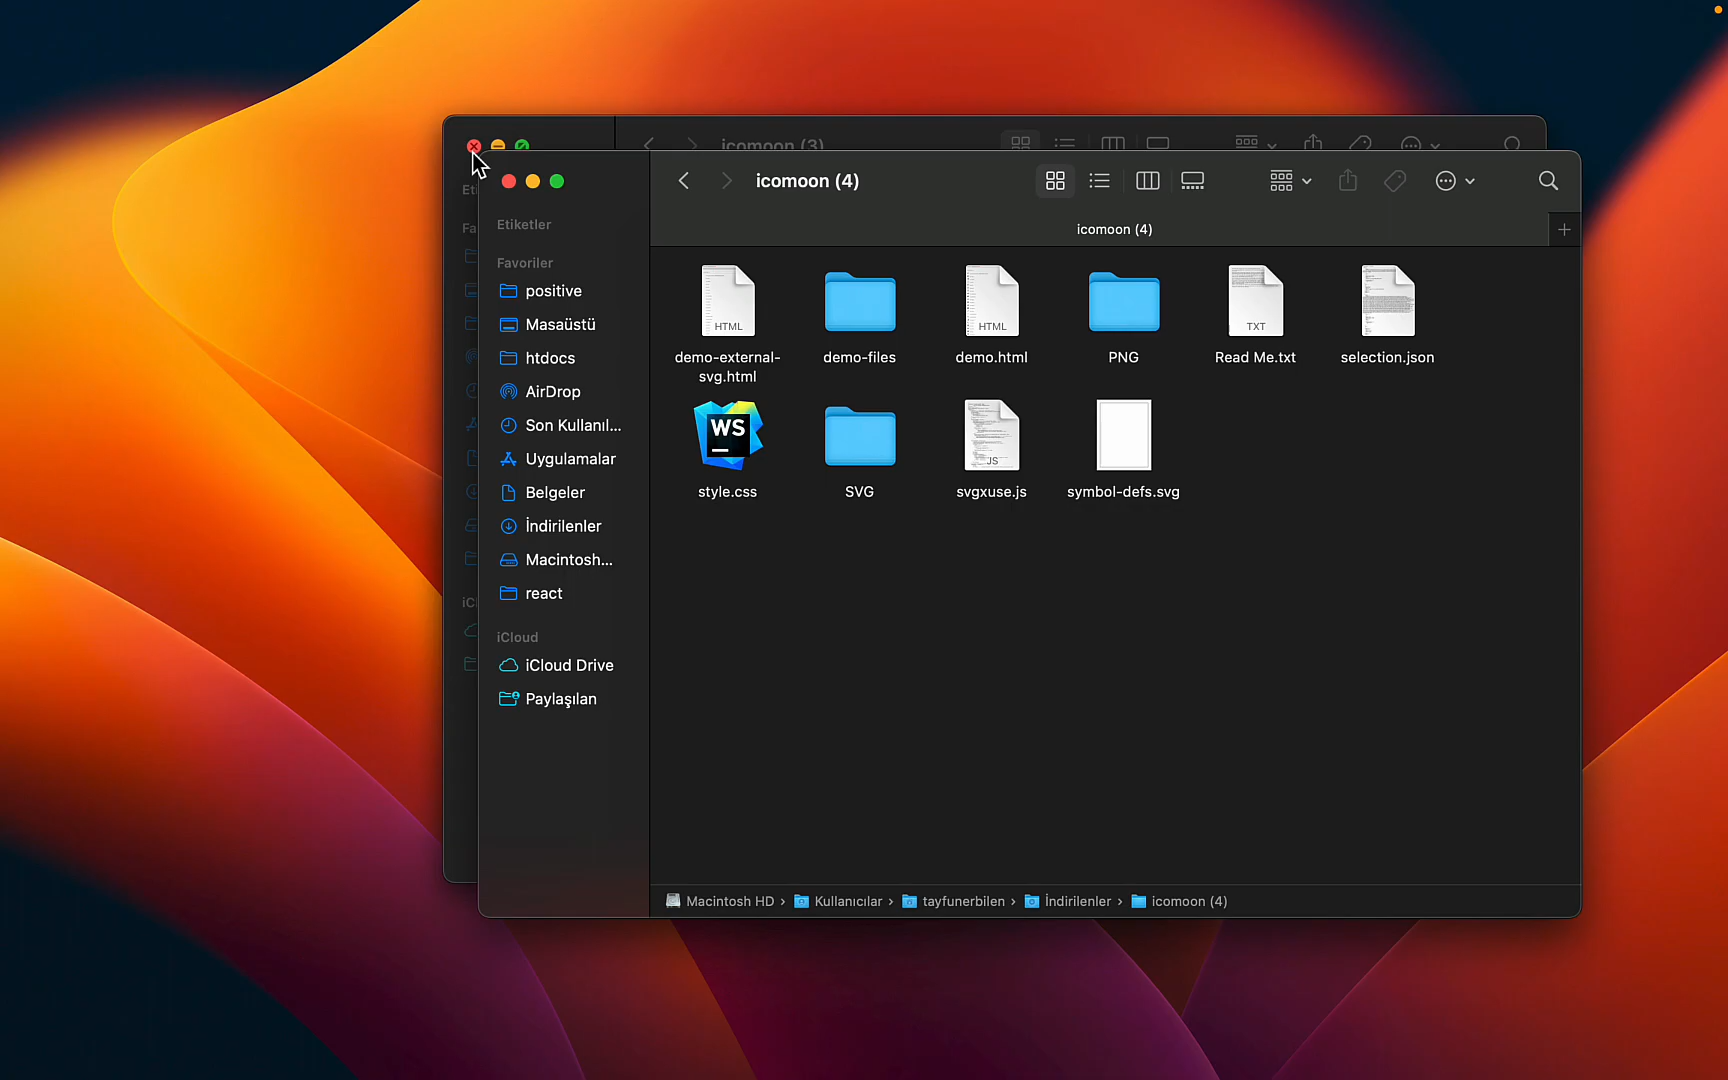 icomoon (3)
Eti
Fa
iCl
icomoon (4)
icomoon (4)
Etiketler
Favoriler
positive
Masaüstü
htdocs
AirDrop
Son Kullanıl...
Uygulamalar
Belgeler
İndirilenler
Macintosh...
react
iCloud
iCloud Drive
Paylaşılan
HTML
demo-external-
svg.html
demo-files
HTML
demo.html
PNG
TXT
Read Me.txt
selection.json
WS
style.css
SVG
JS
svgxuse.js
symbol-defs.svg
Macintosh HD › Kullanıcılar › tayfunerbilen › İndirilenler › icomoon (4)